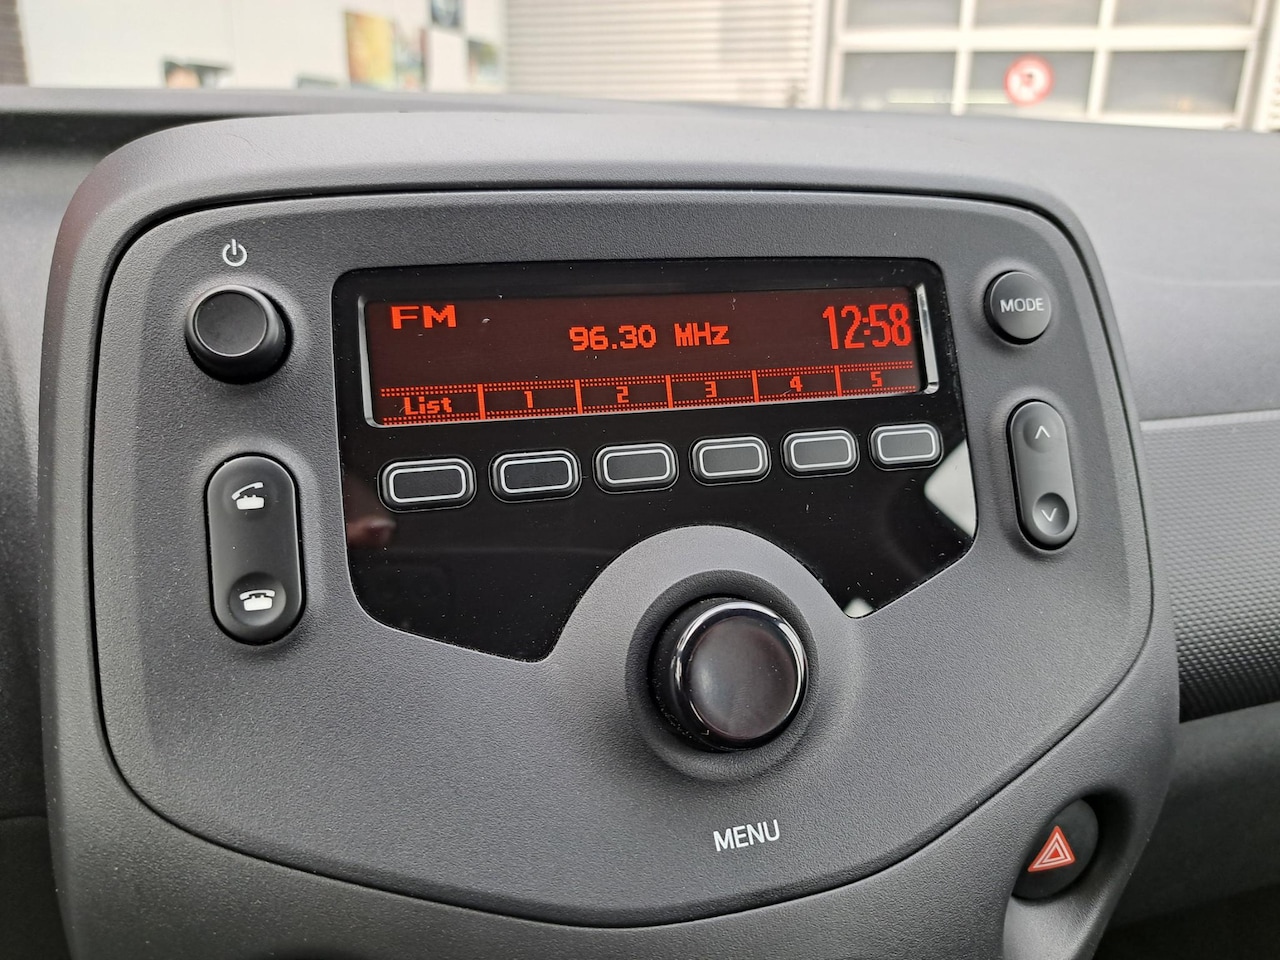 FM
96.30 MHz
12:58
List 1 2 3 4 5
MODE
MENU